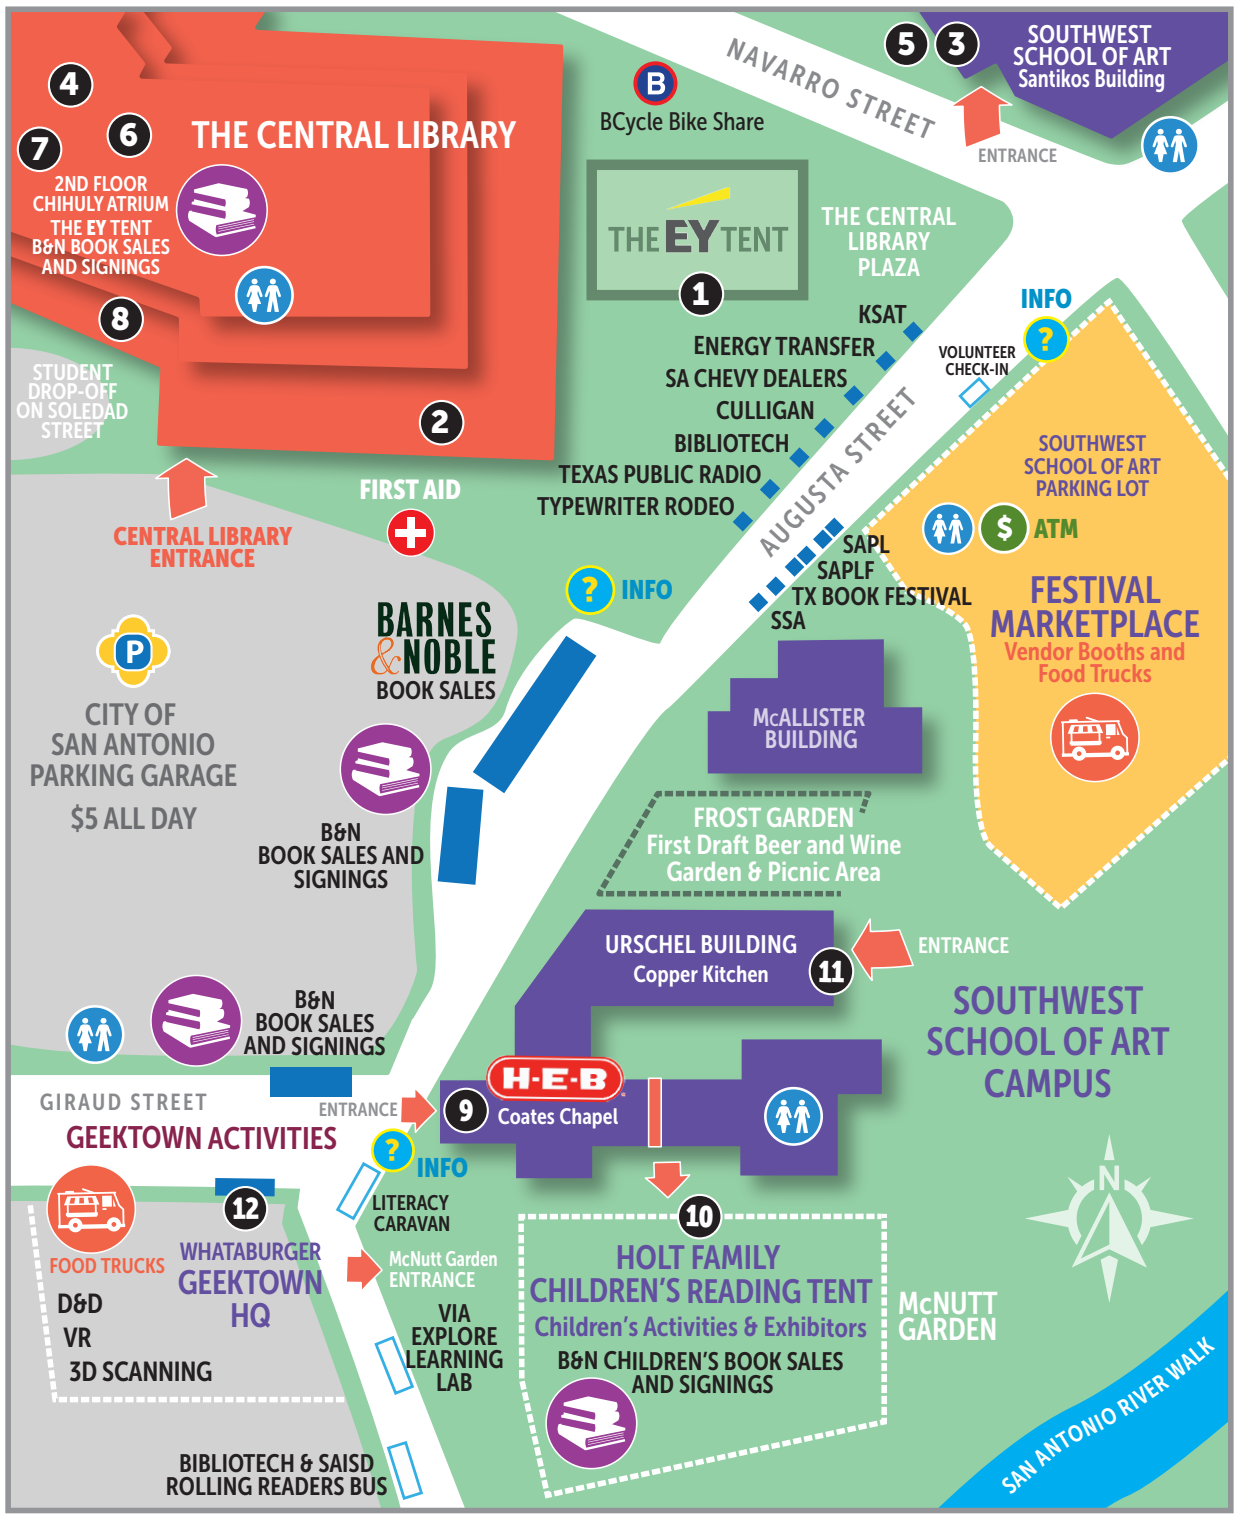 NAVARRO STREET
5
3
SOUTHWEST
SCHOOL OF ART
Santikos Building
ENTRANCE
4
6
7
THE CENTRAL LIBRARY
2ND FLOOR
CHIHULY ATRIUM
THE EY TENT
B&N BOOK SALES
AND SIGNINGS
8
2
B
BCycle Bike Share
THE EY TENT
1
THE CENTRAL
LIBRARY
PLAZA
STUDENT
DROP-OFF
ON SOLEDAD
STREET
KSAT
ENERGY TRANSFER
SA CHEVY DEALERS
CULLIGAN
BIBLIOTECH
TEXAS PUBLIC RADIO
TYPEWRITER RODEO
AUGUSTA STREET
INFO
?
VOLUNTEER
CHECK-IN
SOUTHWEST
SCHOOL OF ART
PARKING LOT
$
ATM
FESTIVAL
MARKETPLACE
Vendor Booths and
Food Trucks
CENTRAL LIBRARY
ENTRANCE
FIRST AID
? INFO
SAPL
SAPLF
TX BOOK FESTIVAL
SSA
BARNES
&NOBLE
BOOK SALES
P
CITY OF
SAN ANTONIO
PARKING GARAGE
$5 ALL DAY
B&N
BOOK SALES AND
SIGNINGS
McALLISTER
BUILDING
FROST GARDEN
First Draft Beer and Wine
Garden & Picnic Area
URSCHEL BUILDING
Copper Kitchen
11
ENTRANCE
SOUTHWEST
SCHOOL OF ART
CAMPUS
B&N
BOOK SALES
AND SIGNINGS
GIRAUD STREET
ENTRANCE
9
H-E-B
Coates Chapel
GEEKTOWN ACTIVITIES
?
INFO
LITERACY
CARAVAN
12
FOOD TRUCKS
WHATABURGER
GEEKTOWN
HQ
D&D
VR
3D SCANNING
McNutt Garden
ENTRANCE
VIA
EXPLORE
LEARNING
LAB
10
HOLT FAMILY
CHILDREN'S READING TENT
Children's Activities & Exhibitors
B&N CHILDREN'S BOOK SALES
AND SIGNINGS
McNUTT
GARDEN
N
SAN ANTONIO RIVER WALK
BIBLIOTECH & SAISD
ROLLING READERS BUS